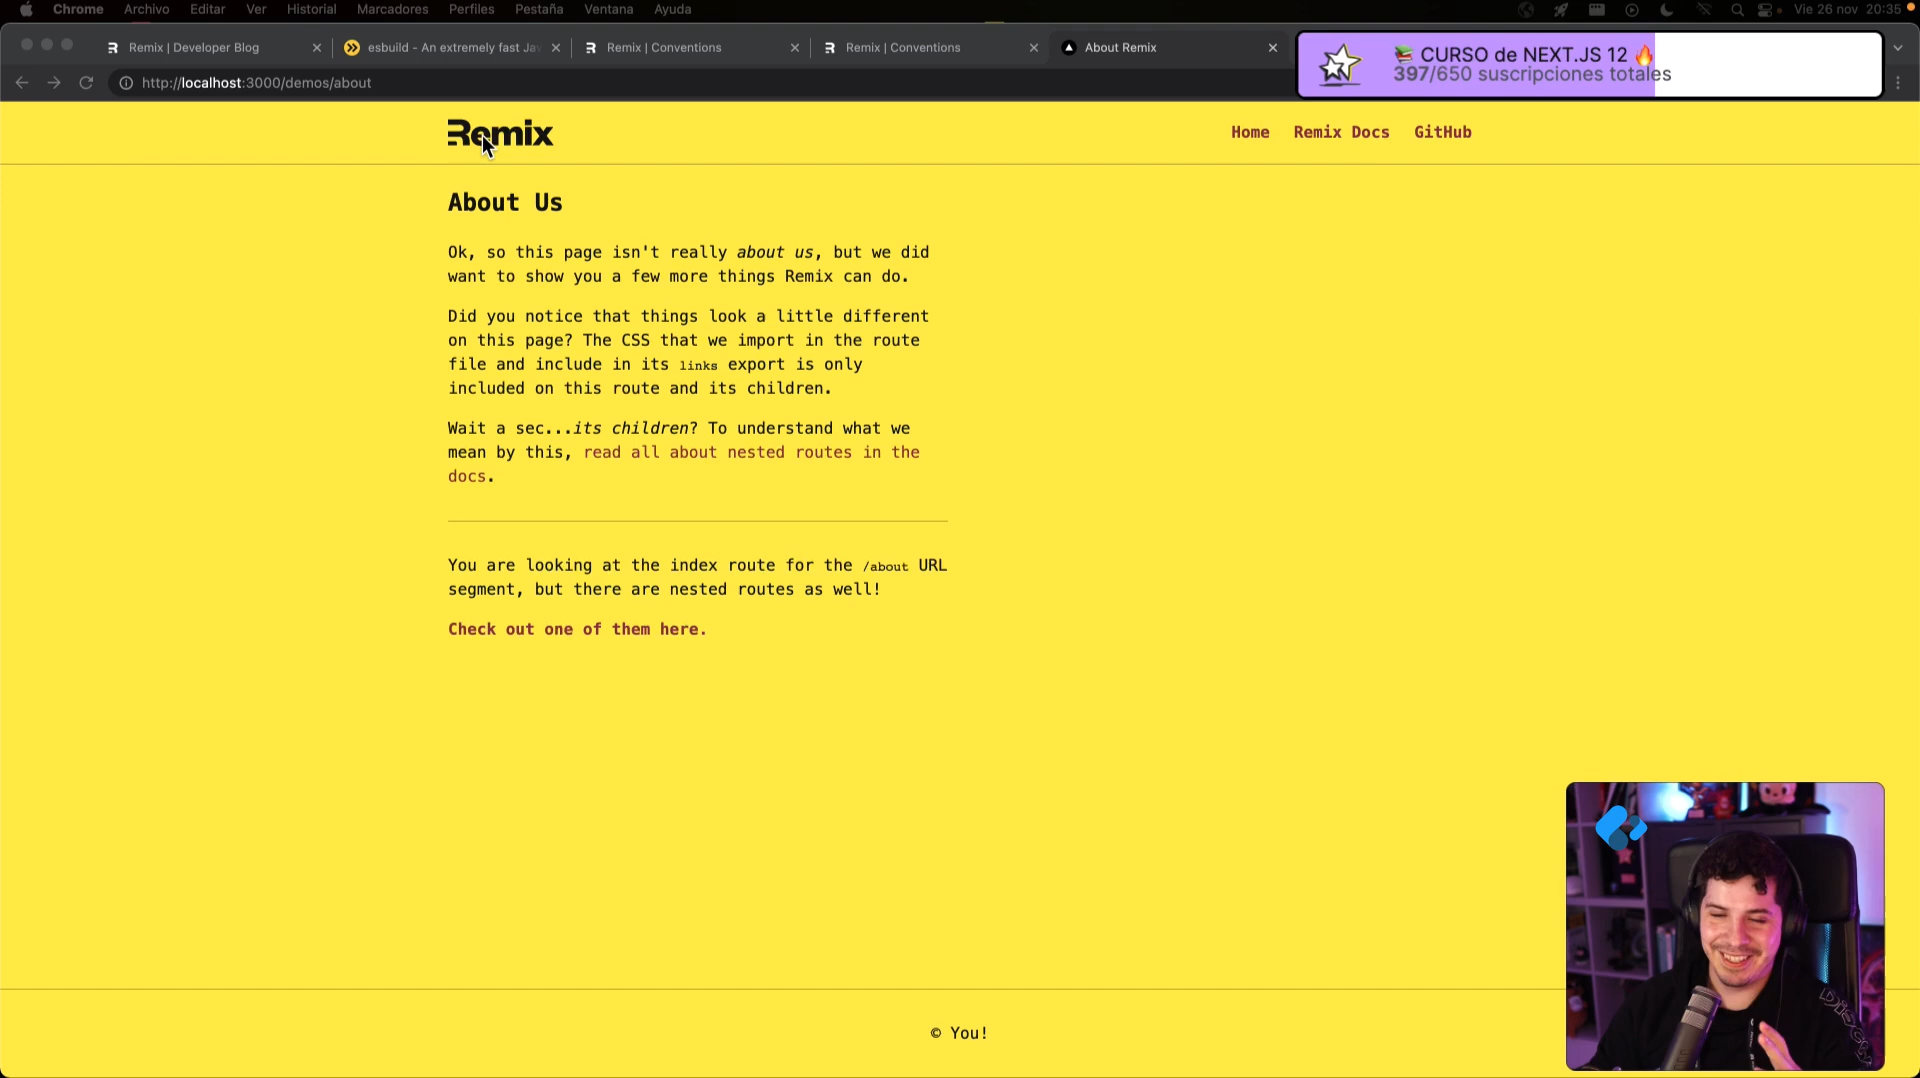 Chrome Archivo Editar Ver Historial Marcadores Perfiles Pestaña Ventana Ayuda Vie 26 nov 20:35
Remix | Developer Blog
esbuild - An extremely fast Jav
Remix | Conventions
Remix | Conventions
About Remix
CURSO de NEXT.JS 12
397/650 suscripciones totales
http://localhost:3000/demos/about
Remix
Home Remix Docs GitHub
About Us
Ok, so this page isn't really about us, but we did
want to show you a few more things Remix can do.
Did you notice that things look a little different
on this page? The CSS that we import in the route
file and include in its links export is only
included on this route and its children.
Wait a sec...its children? To understand what we
mean by this, read all about nested routes in the
docs.
You are looking at the index route for the /about URL
segment, but there are nested routes as well!
Check out one of them here.
© You!